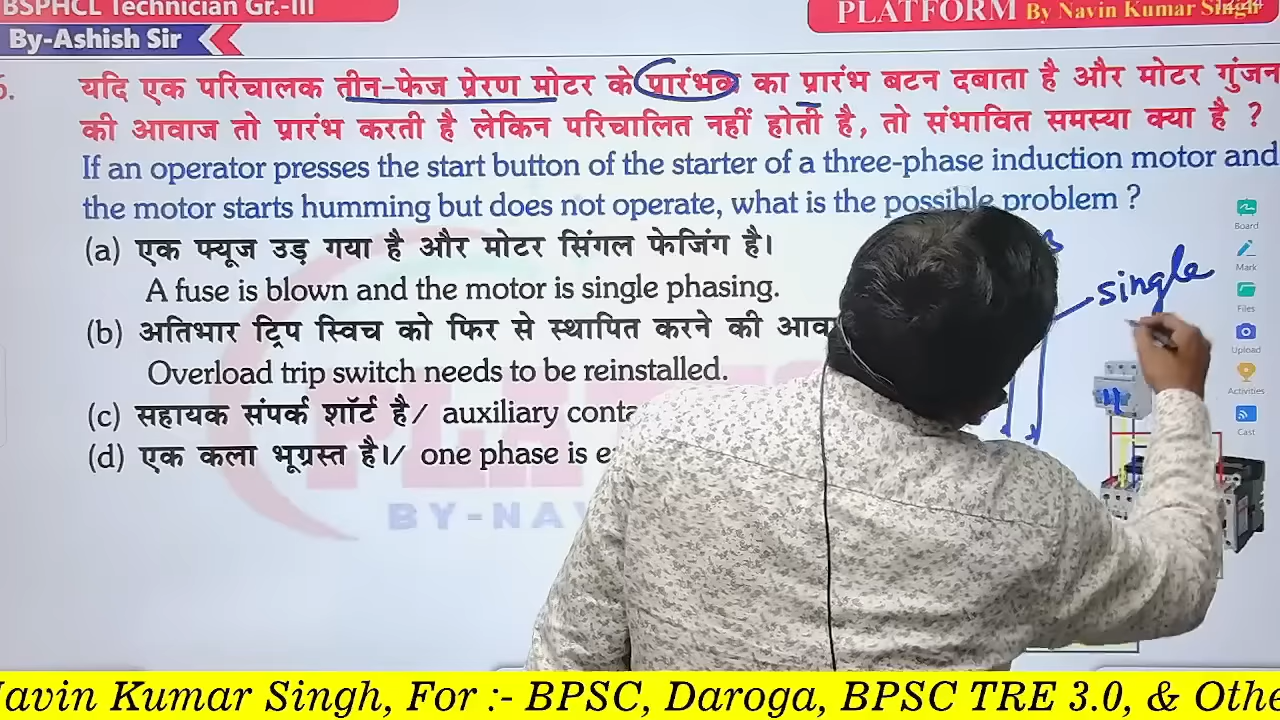 BSPHCL Technician Gr.-III
PLATFORM By Navin Kumar Singh
By-Ashish Sir
यदि एक परिचालक तीन-फेज प्रेरण मोटर के प्रारंभक का प्रारंभ बटन दबाता है और मोटर गुंजन
की आवाज तो प्रारंभ करती है लेकिन परिचालित नहीं होती है, तो संभावित समस्या क्या है ?
If an operator presses the start button of the starter of a three-phase induction motor and
the motor starts humming but does not operate, what is the possible problem ?
(a) एक फ्यूज उड़ गया है और मोटर सिंगल फेजिंग है।
A fuse is blown and the motor is single phasing.
(b) अतिभार ट्रिप स्विच को फिर से स्थापित करने की
Overload trip switch needs to be reinstalled.
(c) सहायक संपर्क शॉर्ट है/ auxiliary
(d) एक कला भूग्रस्त है।/ one phase is
single
Board
Mark
Files
Upload
Activities
Cast
BY-NAV
Navin Kumar Singh, For :- BPSC, Daroga, BPSC TRE 3.0, & Othe